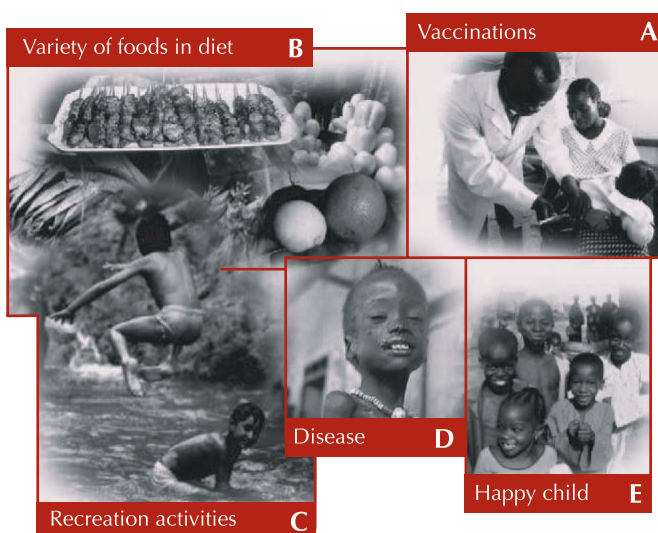 Vaccinations A
Variety of foods in diet B
Disease D
Happy child E
Recreation activities C